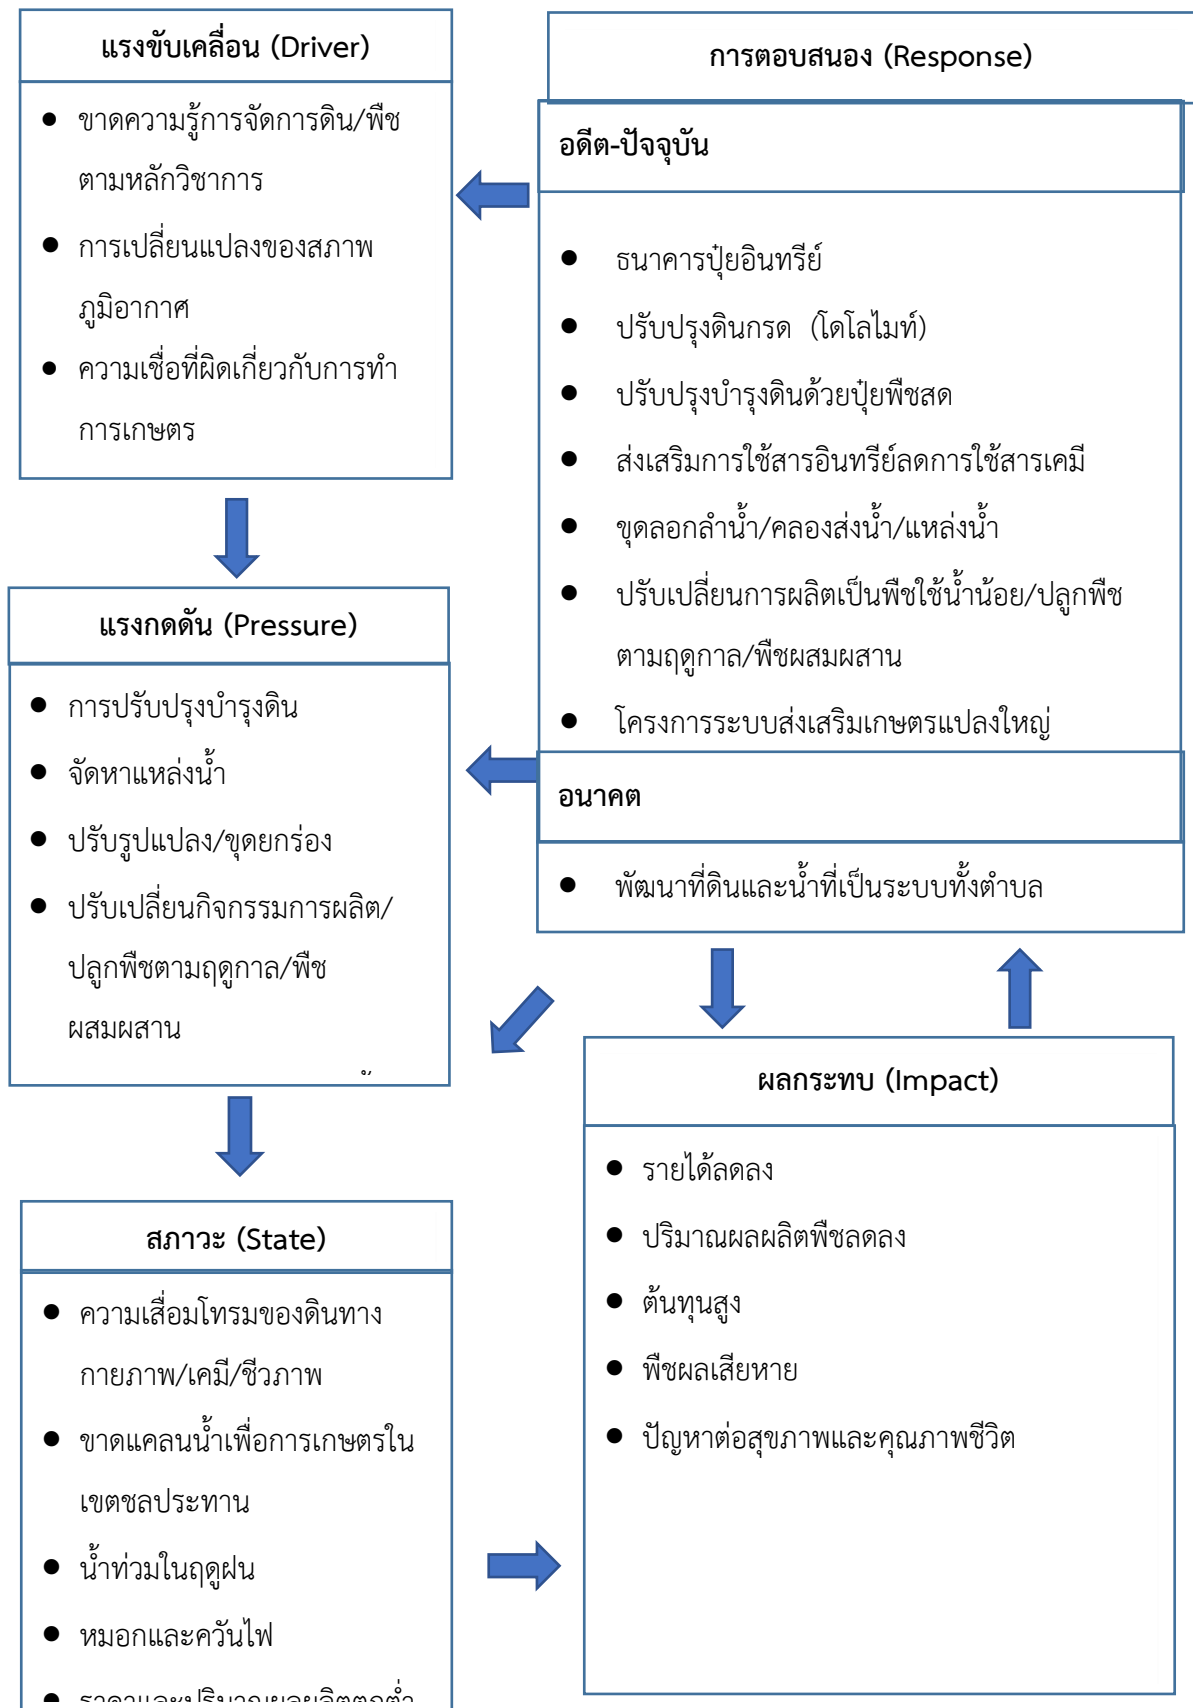 แรงขับเคลื่อน (Driver)
● ขาดความรู้การจัดการดิน/พืช
ตามหลักวิชาการ
● การเปลี่ยนแปลงของสภาพ
ภูมิอากาศ
● ความเชื่อที่ผิดเกี่ยวกับการทำ
การเกษตร
แรงกดดัน (Pressure)
● การปรับปรุงบำรุงดิน
● จัดหาแหล่งน้ำ
● ปรับรูปแปลง/ขุดยกร่อง
● ปรับเปลี่ยนกิจกรรมการผลิต/
ปลูกพืชตามฤดูกาล/พืช
ผสมผสาน
สภาวะ (State)
● ความเสื่อมโทรมของดินทาง
กายภาพ/เคมี/ชีวภาพ
● ขาดแคลนน้ำเพื่อการเกษตรใน
เขตชลประทาน
● น้ำท่วมในฤดูฝน
● หมอกและควันไฟ
● ราคาและปริมาณผลผลิตตกต่ำ
การตอบสนอง (Response)
อดีต-ปัจจุบัน
● ธนาคารปุ๋ยอินทรีย์
● ปรับปรุงดินกรด (โดโลไมท์)
● ปรับปรุงบำรุงดินด้วยปุ๋ยพืชสด
● ส่งเสริมการใช้สารอินทรีย์ลดการใช้สารเคมี
● ขุดลอกลำน้ำ/คลองส่งน้ำ/แหล่งน้ำ
● ปรับเปลี่ยนการผลิตเป็นพืชใช้น้ำน้อย/ปลูกพืช
ตามฤดูกาล/พืชผสมผสาน
● โครงการระบบส่งเสริมเกษตรแปลงใหญ่
อนาคต
● พัฒนาที่ดินและน้ำที่เป็นระบบทั้งตำบล
ผลกระทบ (Impact)
● รายได้ลดลง
● ปริมาณผลผลิตพืชลดลง
● ต้นทุนสูง
● พืชผลเสียหาย
● ปัญหาต่อสุขภาพและคุณภาพชีวิต